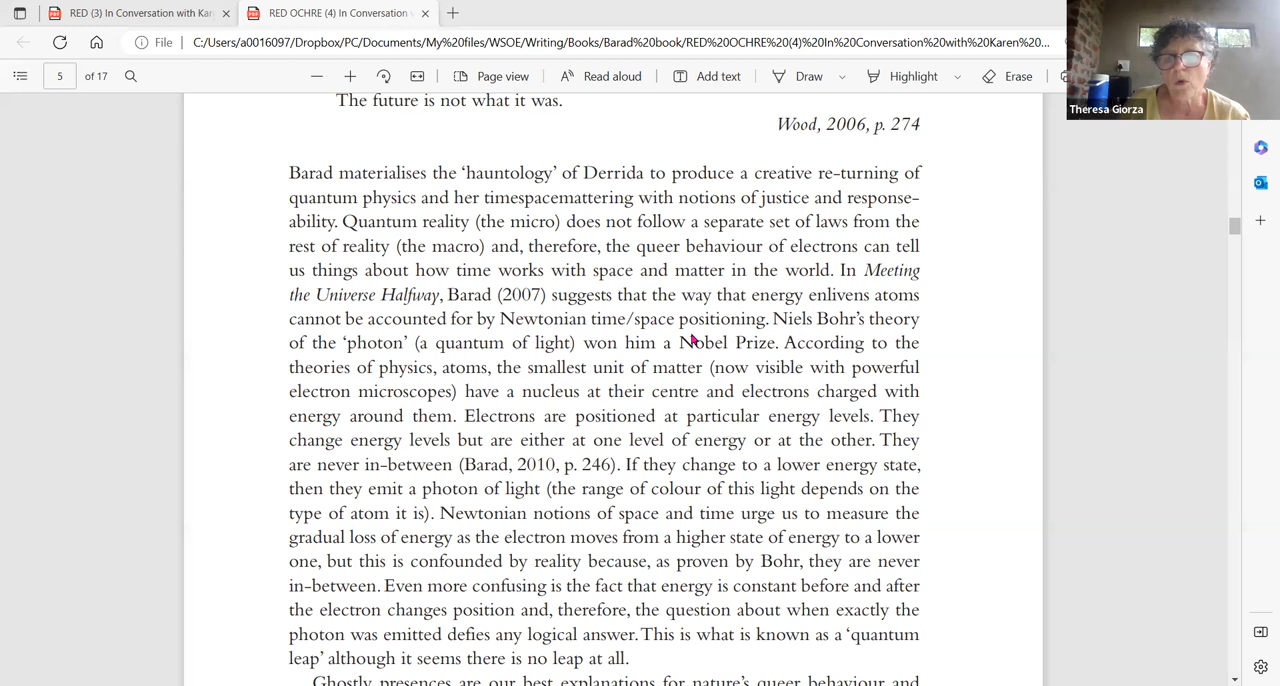 RED (3) In Conversation with Kar
RED OCHRE (4) In Conversation
File
C:/Users/a0016097/Dropbox/PC/Documents/My%20files/WSOE/Writing/Books/Barad%20book/RED%20OCHRE%20(4)%20In%20Conversation%20with%20Karen%20...
5 of 17
Page view
Read aloud
Add text
Draw
Highlight
Erase
Theresa Giorza
The future is not what it was.
Wood, 2006, p. 274
Barad materialises the ‘hauntology’ of Derrida to produce a creative re-turning of
quantum physics and her timespacemattering with notions of justice and response-
ability. Quantum reality (the micro) does not follow a separate set of laws from the
rest of reality (the macro) and, therefore, the queer behaviour of electrons can tell
us things about how time works with space and matter in the world. In Meeting
the Universe Halfway, Barad (2007) suggests that the way that energy enlivens atoms
cannot be accounted for by Newtonian time/space positioning. Niels Bohr’s theory
of the ‘photon’ (a quantum of light) won him a Nobel Prize. According to the
theories of physics, atoms, the smallest unit of matter (now visible with powerful
electron microscopes) have a nucleus at their centre and electrons charged with
energy around them. Electrons are positioned at particular energy levels. They
change energy levels but are either at one level of energy or at the other. They
are never in-between (Barad, 2010, p. 246). If they change to a lower energy state,
then they emit a photon of light (the range of colour of this light depends on the
type of atom it is). Newtonian notions of space and time urge us to measure the
gradual loss of energy as the electron moves from a higher state of energy to a lower
one, but this is confounded by reality because, as proven by Bohr, they are never
in-between. Even more confusing is the fact that energy is constant before and after
the electron changes position and, therefore, the question about when exactly the
photon was emitted defies any logical answer. This is what is known as a ‘quantum
leap’ although it seems there is no leap at all.
Ghostly presences are our best explanations for nature’s queer behaviour and